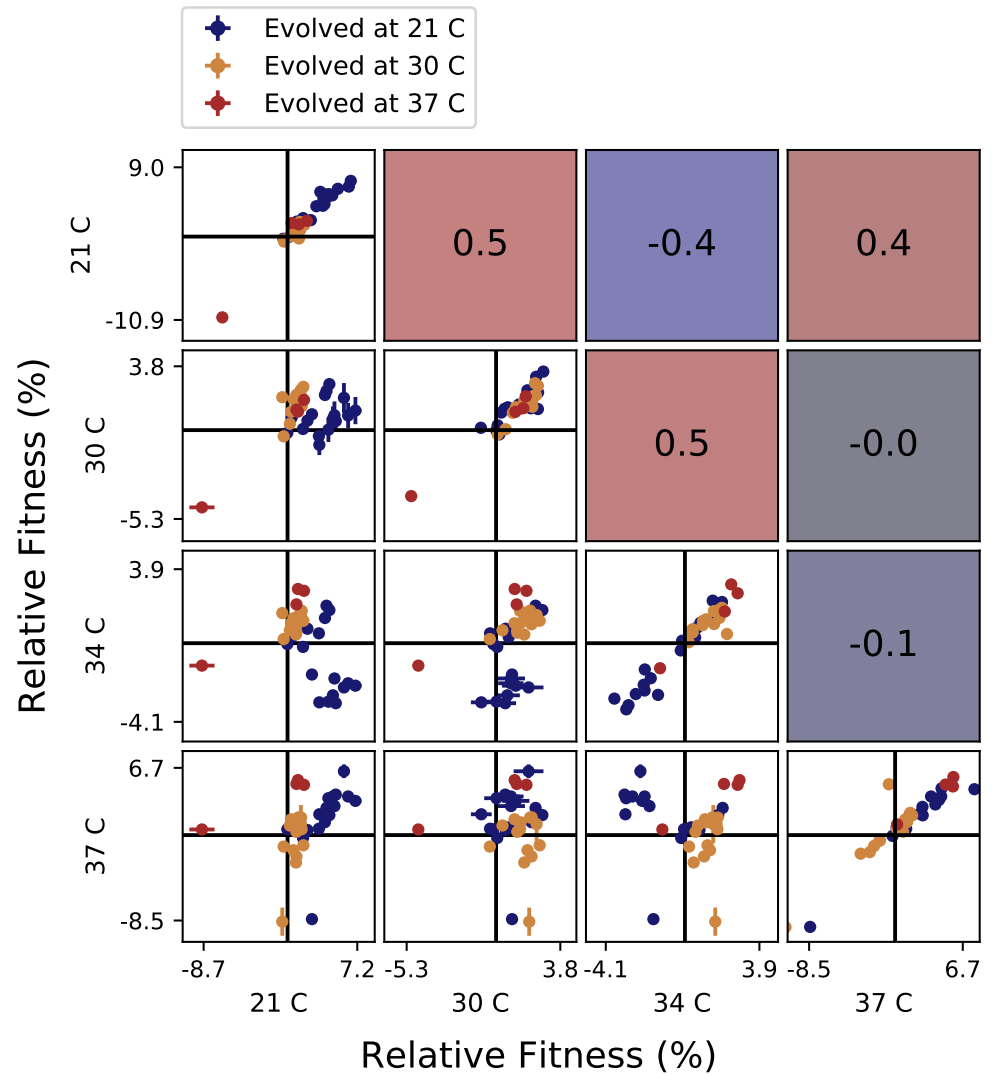 Evolved at 21 C
Evolved at 30 C
Evolved at 37 C
9.0
-10.9
21 C
0.5
-0.4
0.4
3.8
-5.3
30 C
0.5
-0.0
3.9
-4.1
34 C
-0.1
6.7
-8.5
37 C
-8.7 7.2
-5.3 3.8
-4.1 3.9
-8.5 6.7
21 C
30 C
34 C
37 C
Relative Fitness (%)
Relative Fitness (%)